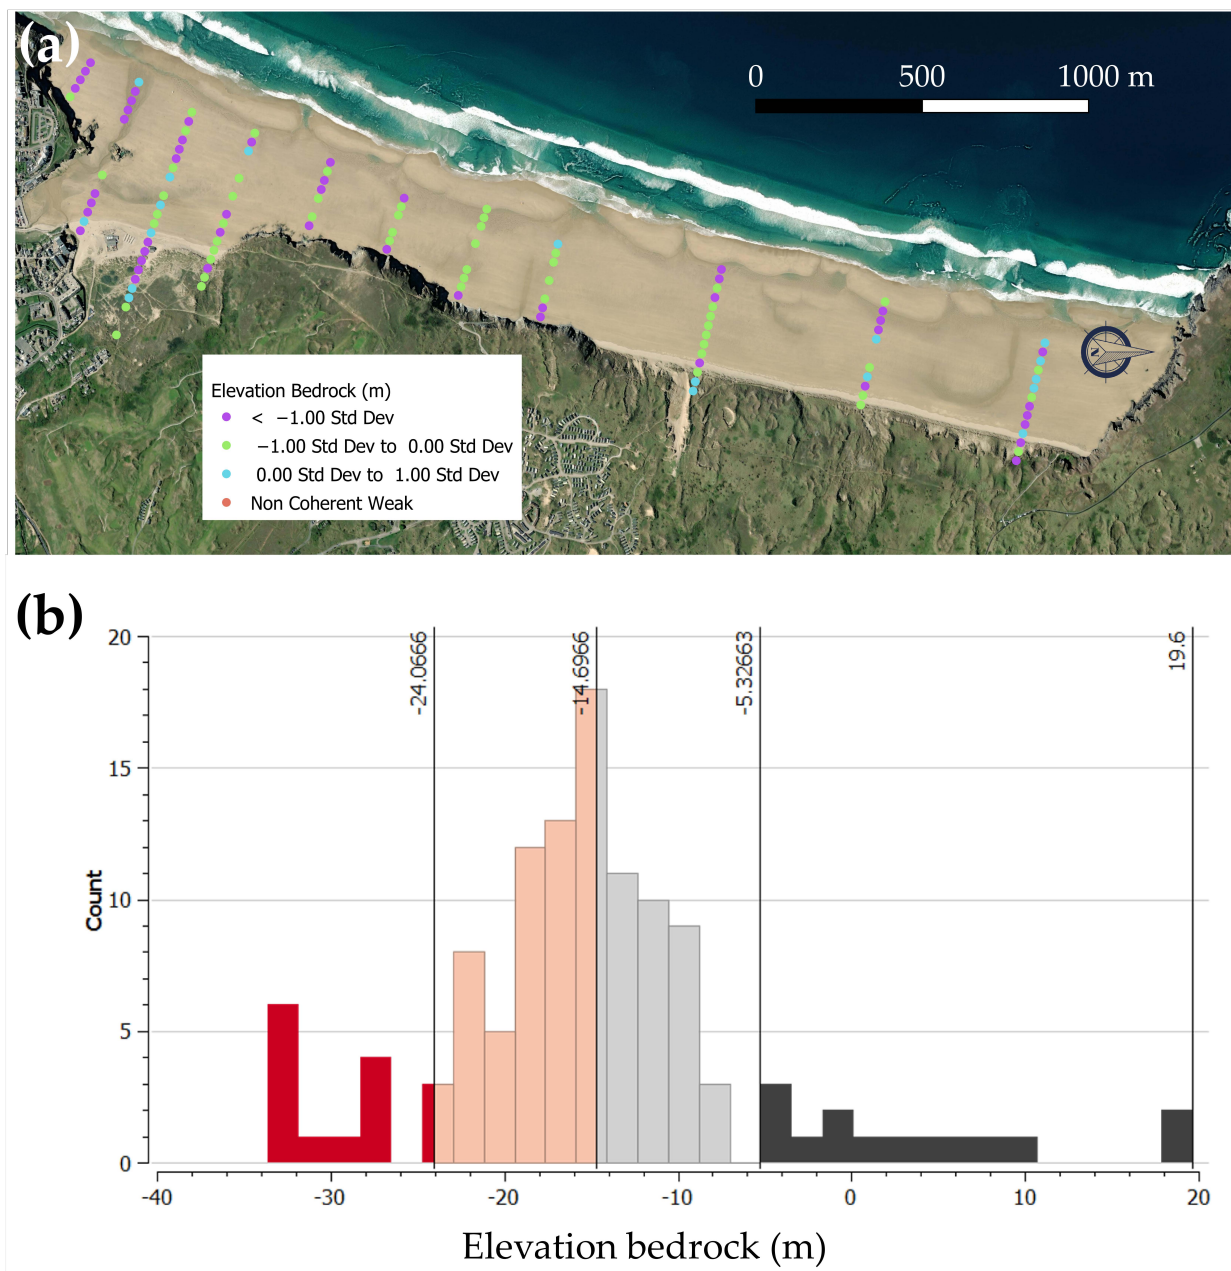 (a)
0 500 1000 m
N
Elevation Bedrock (m)
< −1.00 Std Dev
−1.00 Std Dev to 0.00 Std Dev
0.00 Std Dev to 1.00 Std Dev
Non Coherent Weak
(b)
-24.0666
-14.6966
-5.32663
19.6
20
15
10
5
0
Count
-40 -30 -20 -10 0 10 20
Elevation bedrock (m)